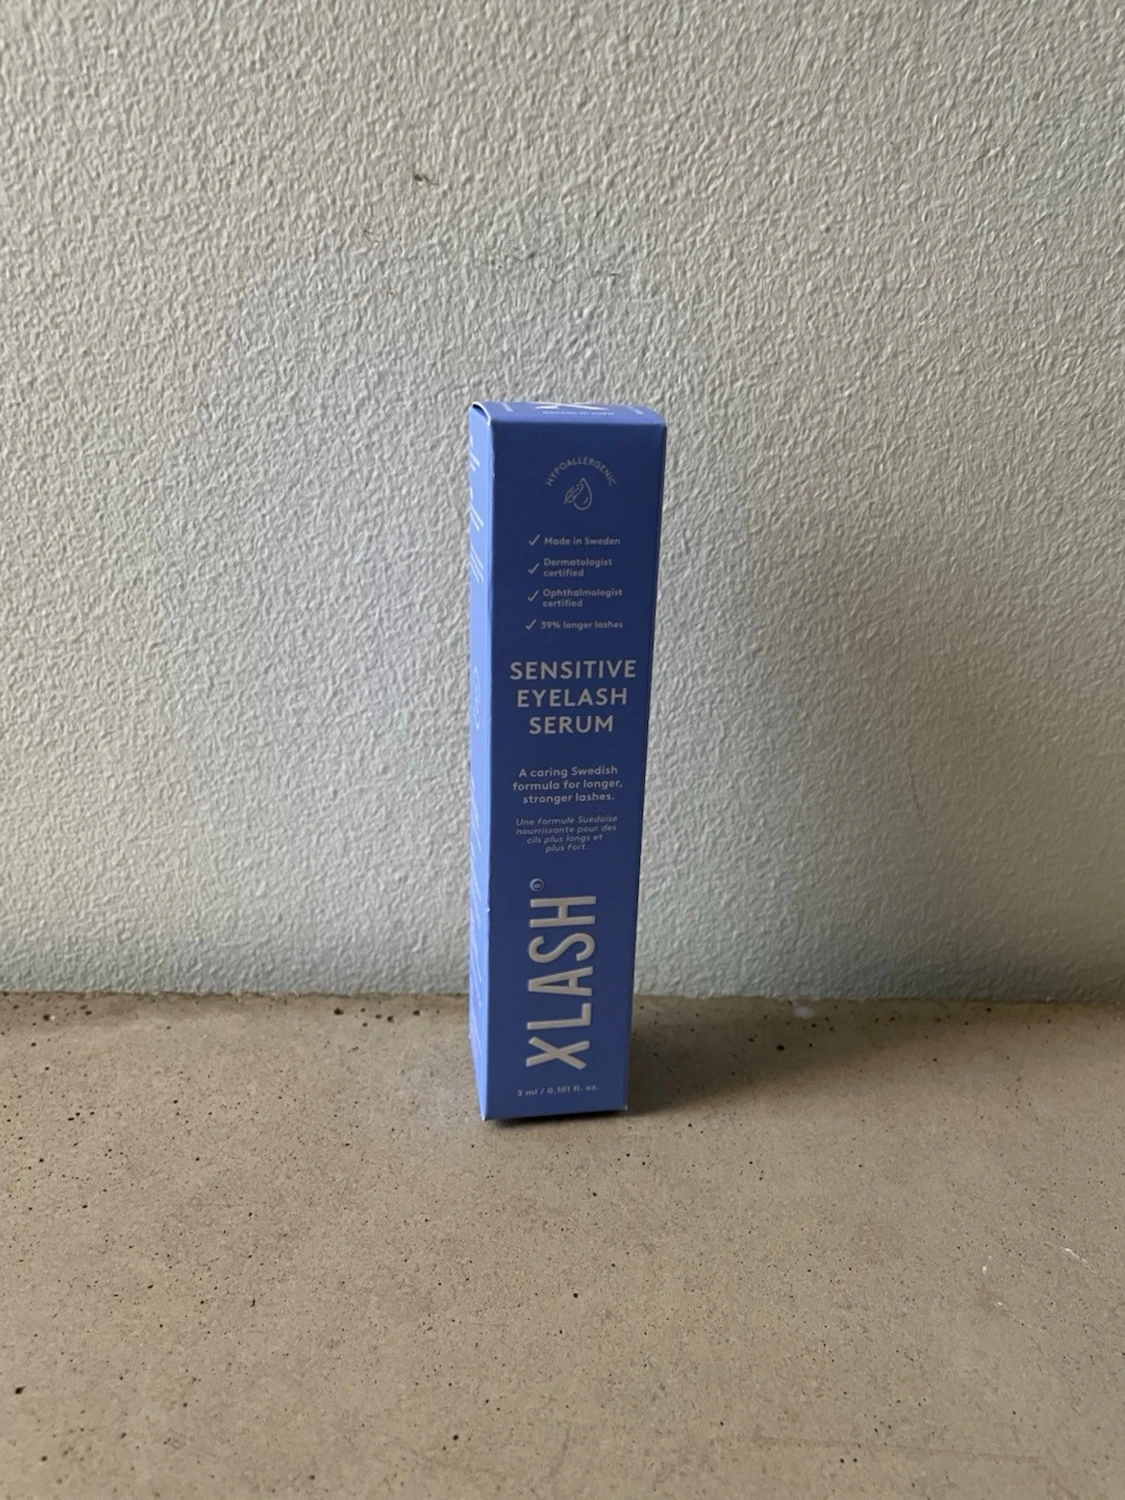 HYPOALLERGENIC
Made in Sweden
Dermatologist
certified
Ophthalmologist
certified
39% longer lashes
SENSITIVE
EYELASH
SERUM
A caring Swedish
formula for longer,
stronger lashes.
Une formule Suédoise
nourrissante pour des
cils plus longs et
plus fort.
XLASH
3 ml / 0,101 fl. oz.